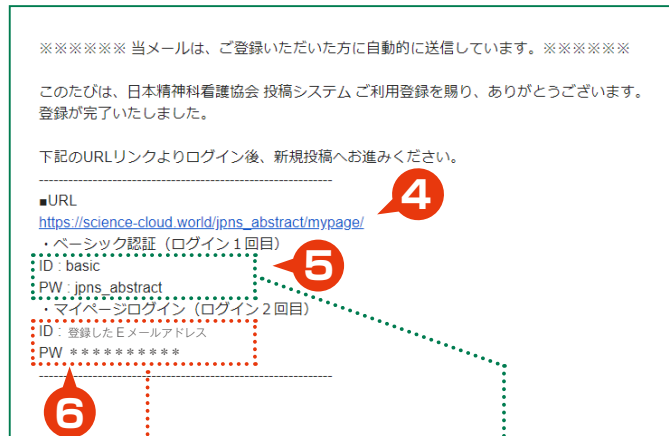 ※※※※※※ 当メールは、ご登録いただいた方に自動的に送信しています。※※※※※※
このたびは、日本精神科看護協会 投稿システム ご利用登録を賜り、ありがとうございます。
登録が完了いたしました。
下記のURLリンクよりログイン後、新規投稿へお進みください。
------------------------------------------------------------
■URL
https://science-cloud.world/jpns_abstract/mypage/
4
・ベーシック認証（ログイン１回目）
ID : basic
5
PW : jpns_abstract
・マイページログイン（ログイン２回目）
ID : 登録したＥメールアドレス
PW ＊＊＊＊＊＊＊＊＊＊
------------------------------------------------------------
6